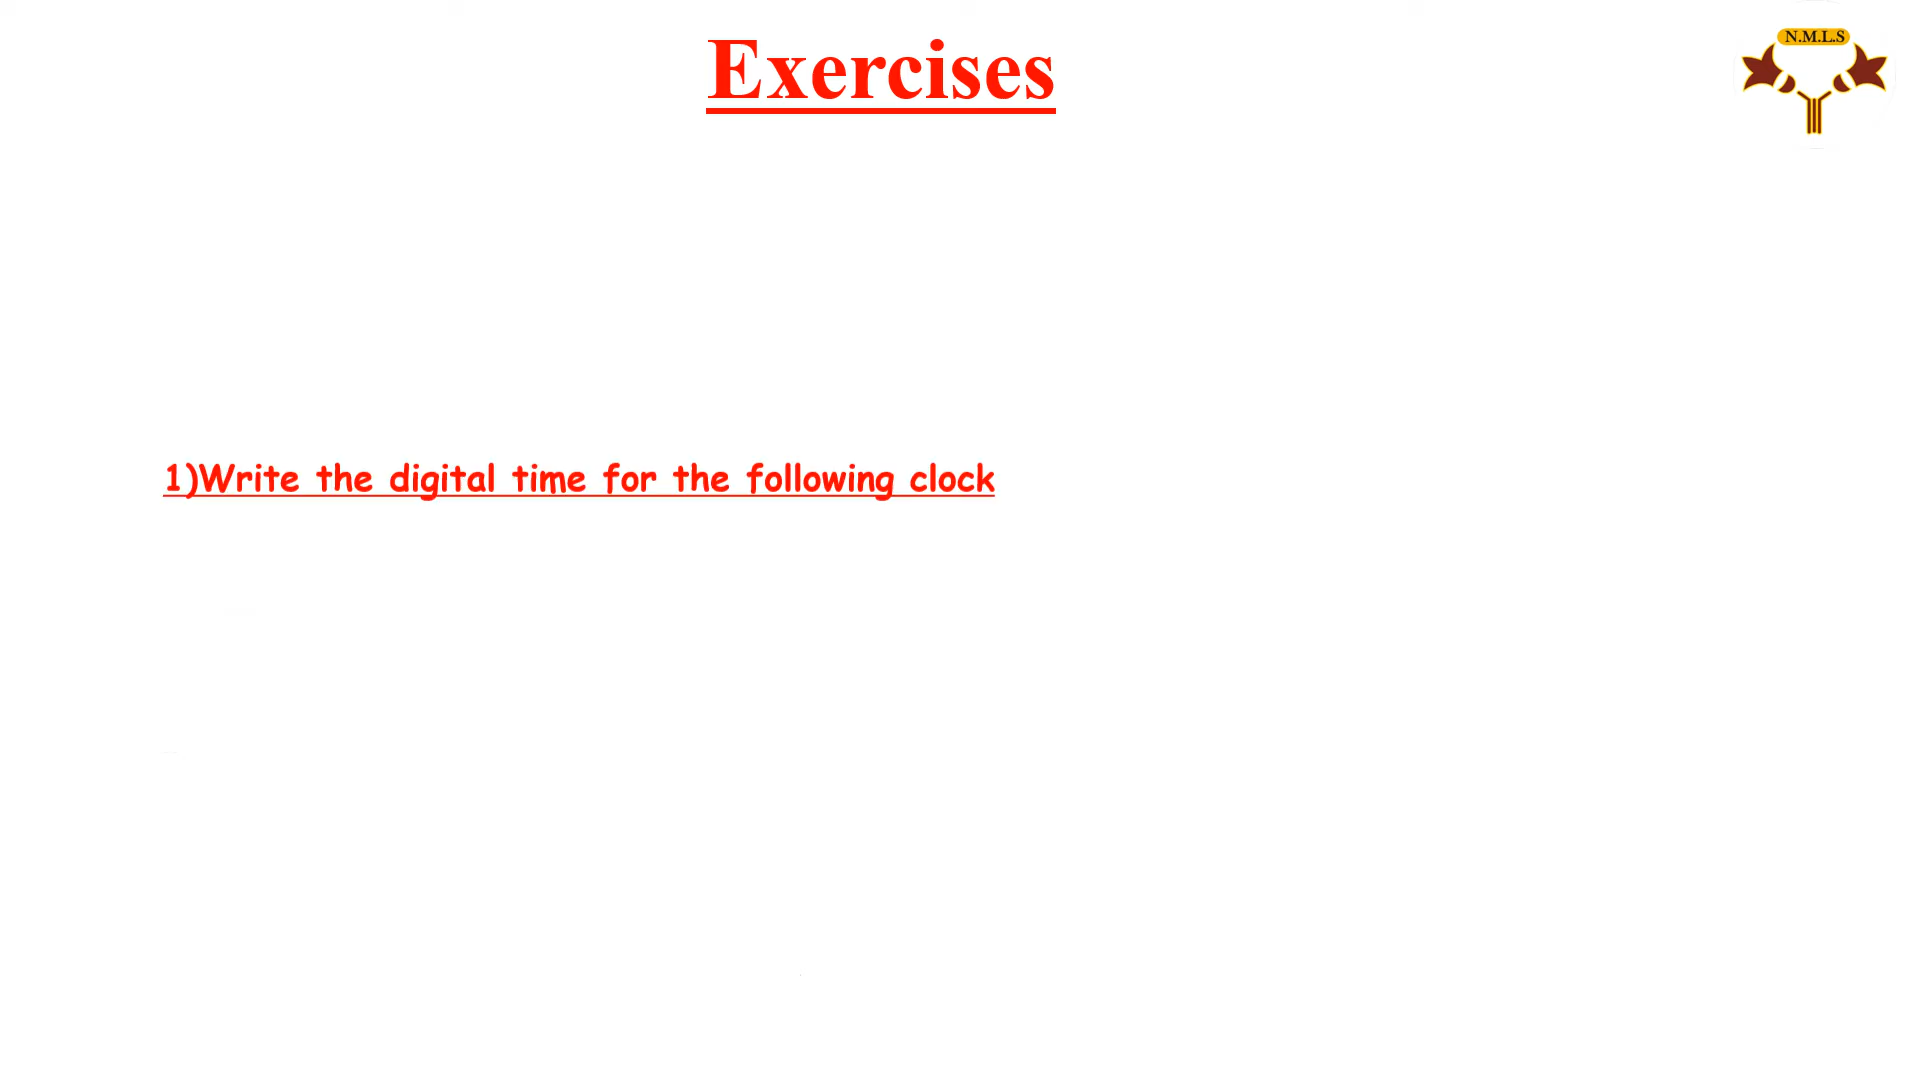 Exercises
N.M.L.S
1)Write the digital time for the following clock